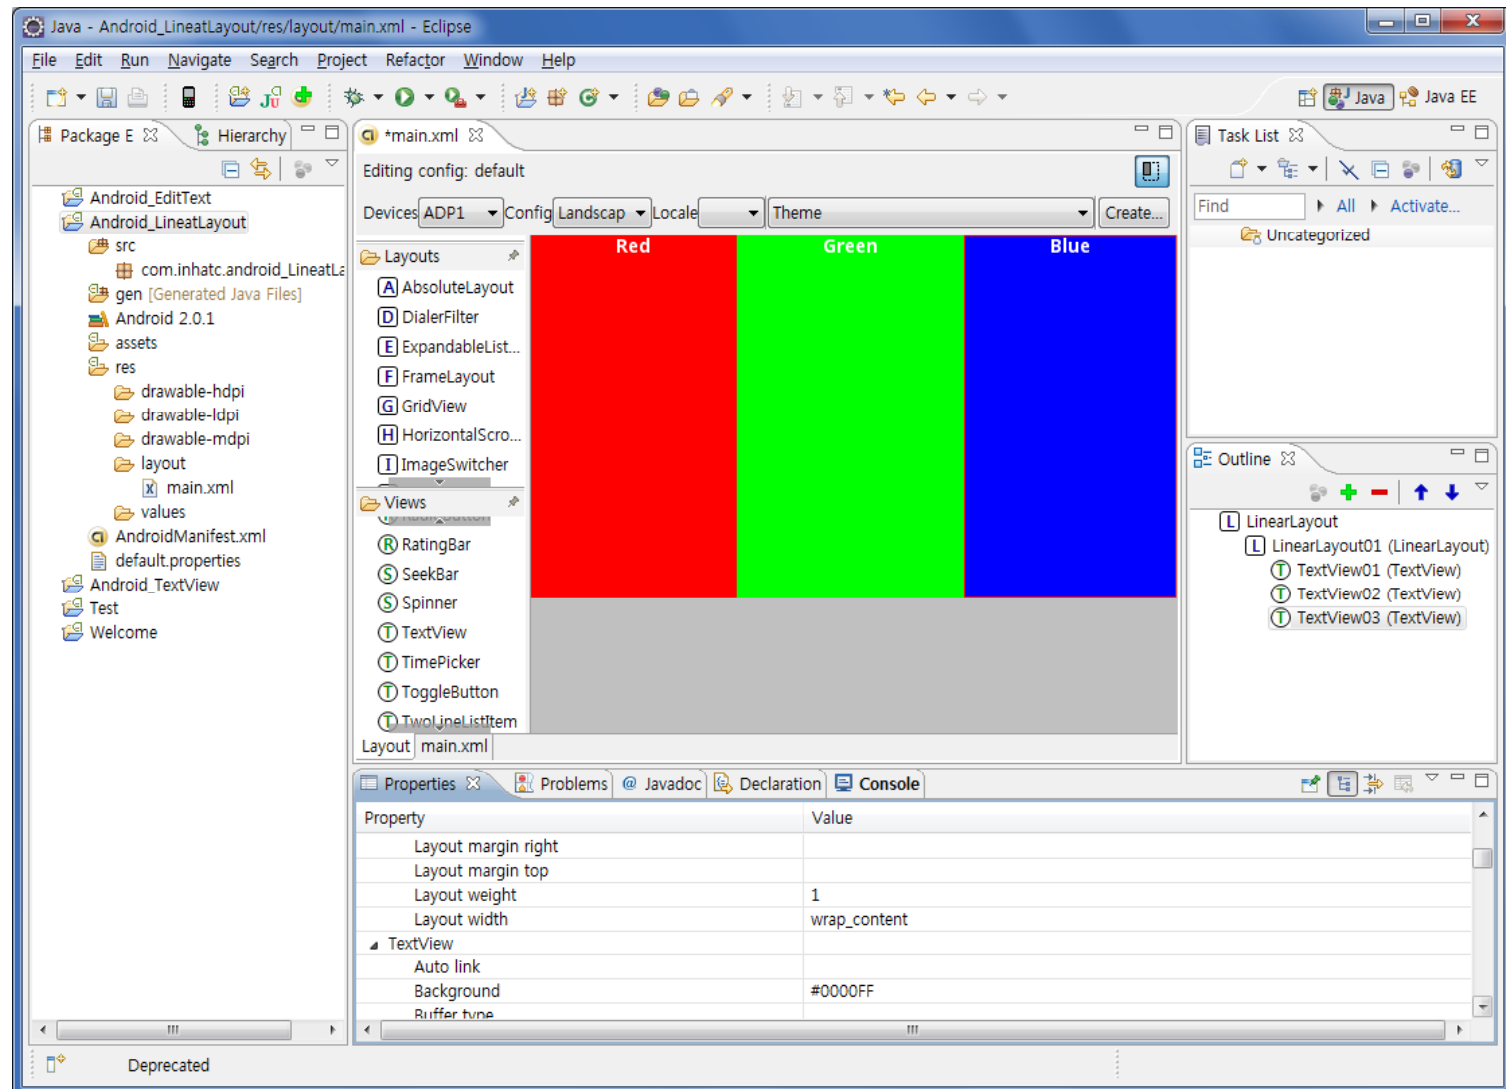 Java - Android_LineatLayout/res/layout/main.xml - Eclipse
File Edit Run Navigate Search Project Refactor Window Help
Java Java EE
Package E Hierarchy
Android_EditText
Android_LineatLayout
src
com.inhatc.android_LineatLa
gen [Generated Java Files]
Android 2.0.1
assets
res
drawable-hdpi
drawable-ldpi
drawable-mdpi
layout
main.xml
values
AndroidManifest.xml
default.properties
Android_TextView
Test
Welcome
*main.xml
Editing config: default
Devices ADP1 Config Landscap Locale Theme Create...
Layouts
A AbsoluteLayout
D DialerFilter
E ExpandableList...
F FrameLayout
G GridView
H HorizontalScro...
I ImageSwitcher
Views
RadioButton
R RatingBar
S SeekBar
S Spinner
T TextView
T TimePicker
T ToggleButton
T TwoLineListItem
Red Green Blue
Layout main.xml
Task List
Find All Activate...
Uncategorized
Outline
L LinearLayout
L LinearLayout01 (LinearLayout)
T TextView01 (TextView)
T TextView02 (TextView)
T TextView03 (TextView)
Properties Problems @ Javadoc Declaration Console
Property Value
Layout margin right
Layout margin top
Layout weight 1
Layout width wrap_content
TextView
Auto link
Background #0000FF
Buffer type
Deprecated